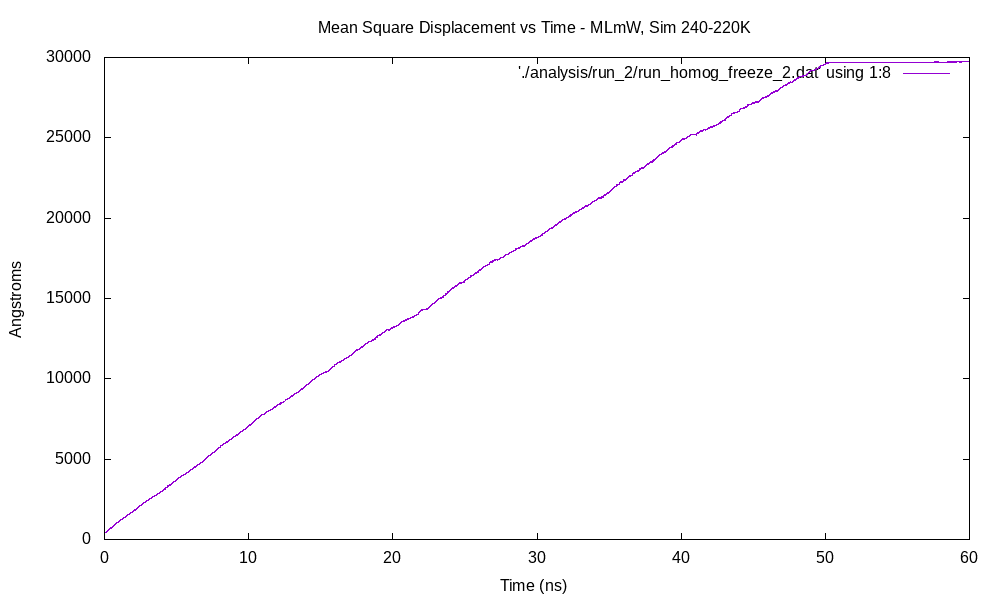 Mean Square Displacement vs Time - MLmW, Sim 240-220K
30000
'./analysis/run_2/run_homog_freeze_2.dat' using 1:8
25000
20000
15000
10000
5000
0
Angstroms
0 10 20 30 40 50 60
Time (ns)